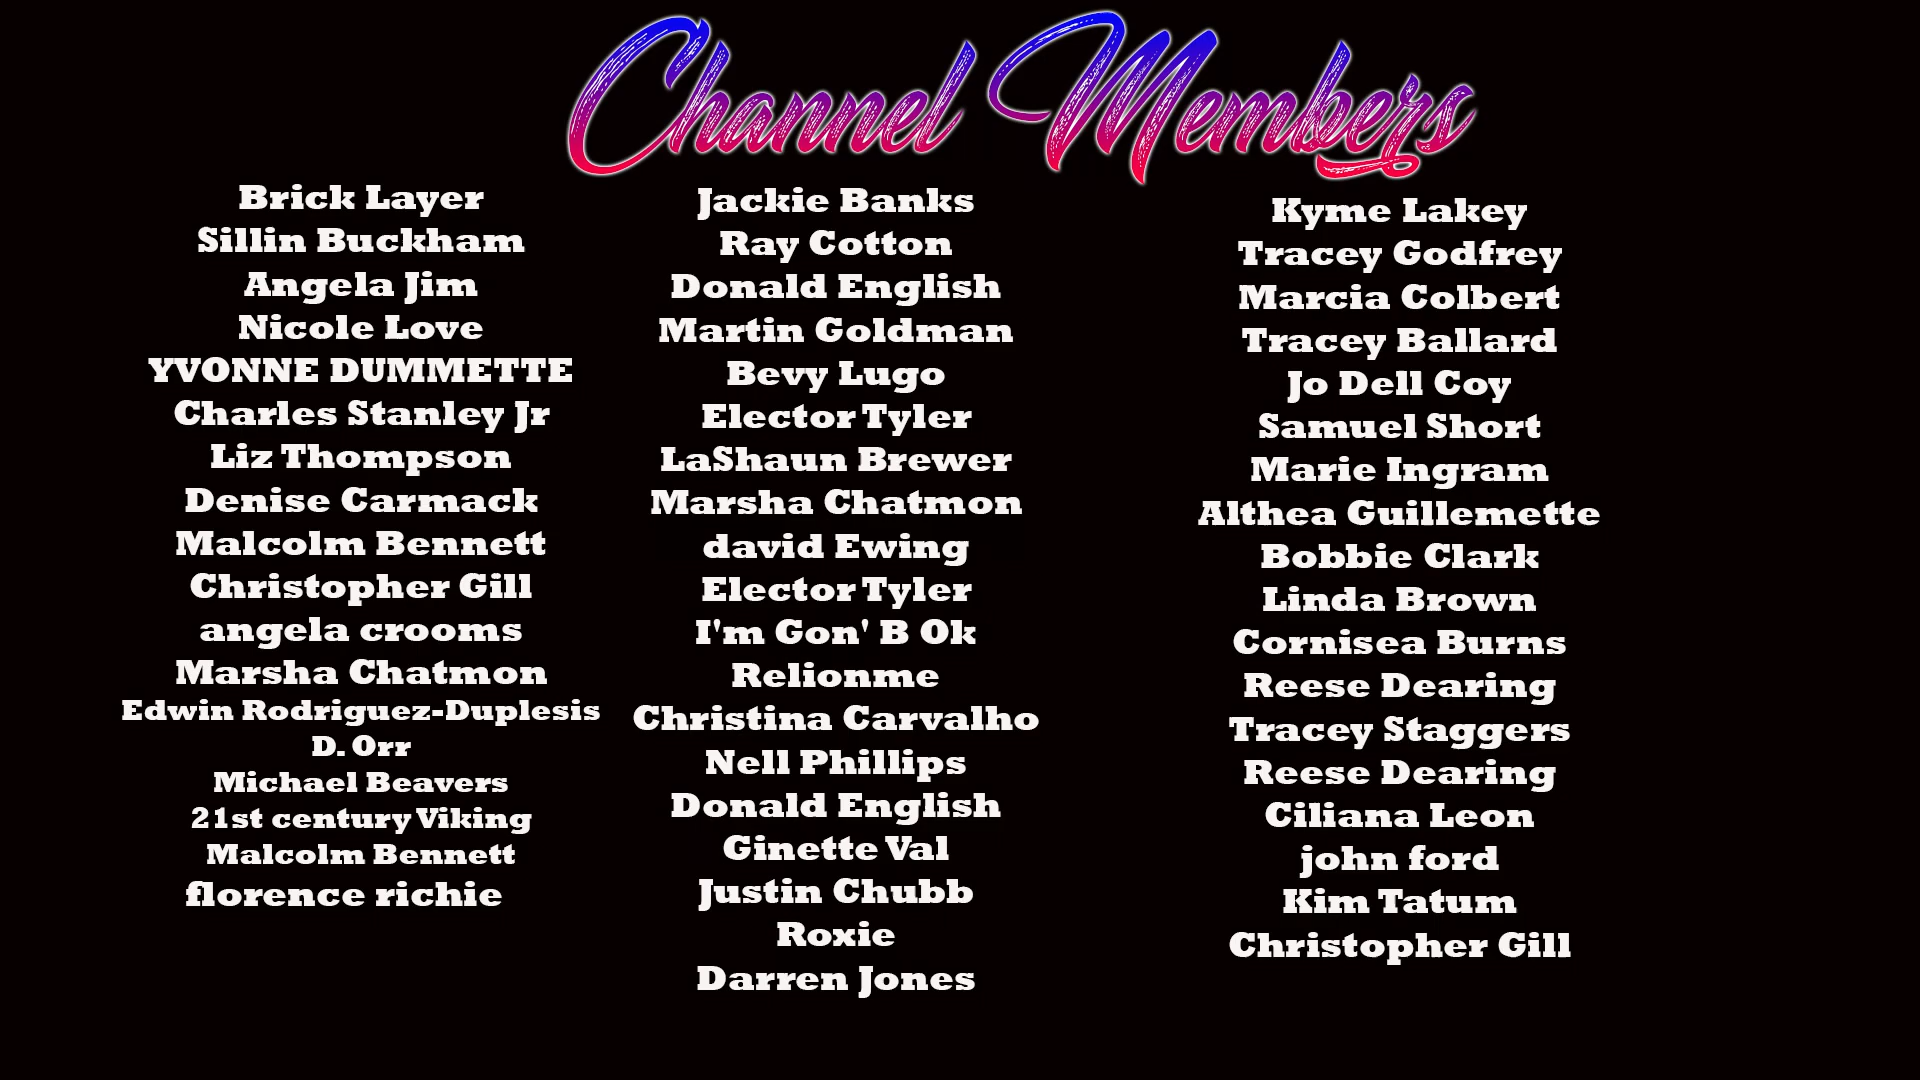 Channel Members
Brick Layer
Sillin Buckham
Angela Jim
Nicole Love
YVONNE DUMMETTE
Charles Stanley Jr
Liz Thompson
Denise Carmack
Malcolm Bennett
Christopher Gill
angela crooms
Marsha Chatmon
Edwin Rodriguez-Duplesis
D. Orr
Michael Beavers
21st century Viking
Malcolm Bennett
florence richie
Jackie Banks
Ray Cotton
Donald English
Martin Goldman
Bevy Lugo
Elector Tyler
LaShaun Brewer
Marsha Chatmon
david Ewing
Elector Tyler
I'm Gon' B Ok
Relionme
Christina Carvalho
Nell Phillips
Donald English
Ginette Val
Justin Chubb
Roxie
Darren Jones
Kyme Lakey
Tracey Godfrey
Marcia Colbert
Tracey Ballard
Jo Dell Coy
Samuel Short
Marie Ingram
Althea Guillemette
Bobbie Clark
Linda Brown
Cornisea Burns
Reese Dearing
Tracey Staggers
Reese Dearing
Ciliana Leon
john ford
Kim Tatum
Christopher Gill